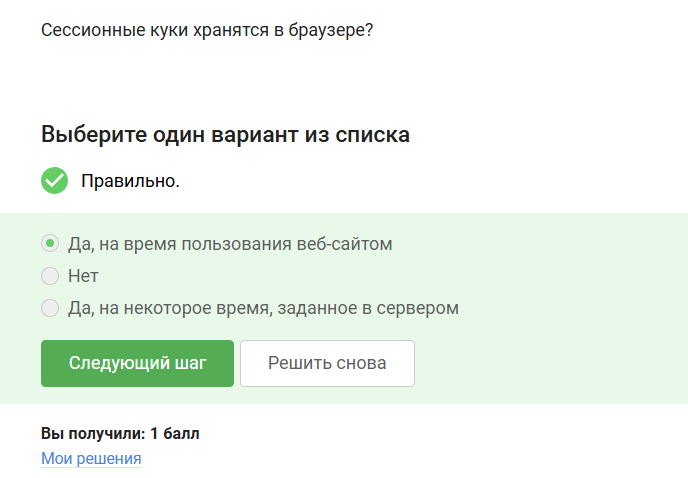 Сессионные куки хранятся в браузере?
Выберите один вариант из списка
Правильно.
Да, на время пользования веб-сайтом
Нет
Да, на некоторое время, заданное в сервером
Следующий шаг
Решить снова
Вы получили: 1 балл
Мои решения